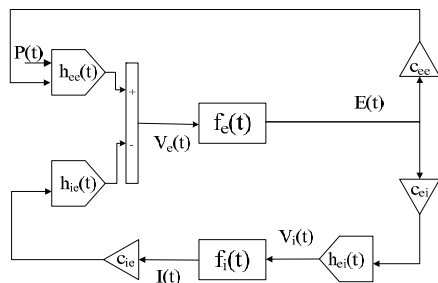 P(t)
h_ee(t)
c_ee
+
E(t)
f_e(t)
V_e(t)
-
h_ie(t)
c_ei
V_i(t)
c_ie
f_i(t)
h_ei(t)
I(t)